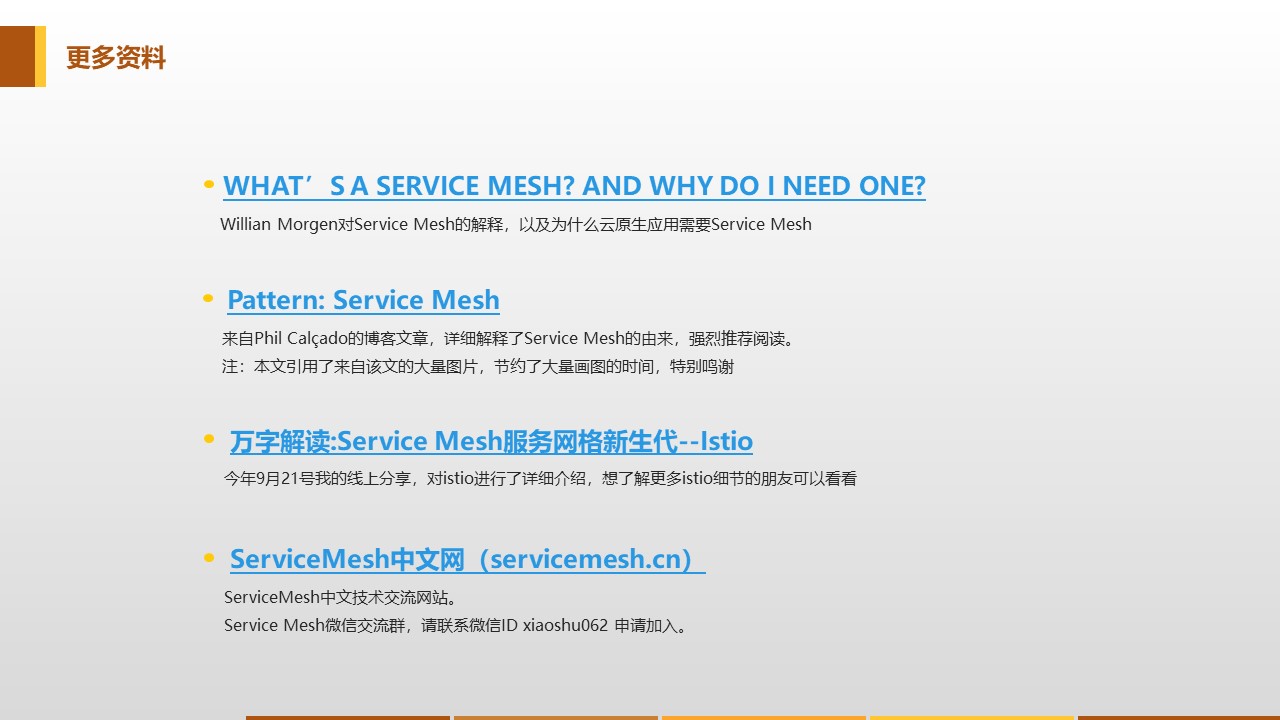 更多资料
WHAT’S A SERVICE MESH? AND WHY DO I NEED ONE?
Willian Morgen对Service Mesh的解释，以及为什么云原生应用需要Service Mesh
Pattern: Service Mesh
来自Phil Calçado的博客文章，详细解释了Service Mesh的由来，强烈推荐阅读。
注：本文引用了来自该文的大量图片，节约了大量画图的时间，特别鸣谢
万字解读:Service Mesh服务网格新生代--Istio
今年9月21号我的线上分享，对istio进行了详细介绍，想了解更多istio细节的朋友可以看看
ServiceMesh中文网（servicemesh.cn）
ServiceMesh中文技术交流网站。
Service Mesh微信交流群，请联系微信ID xiaoshu062 申请加入。